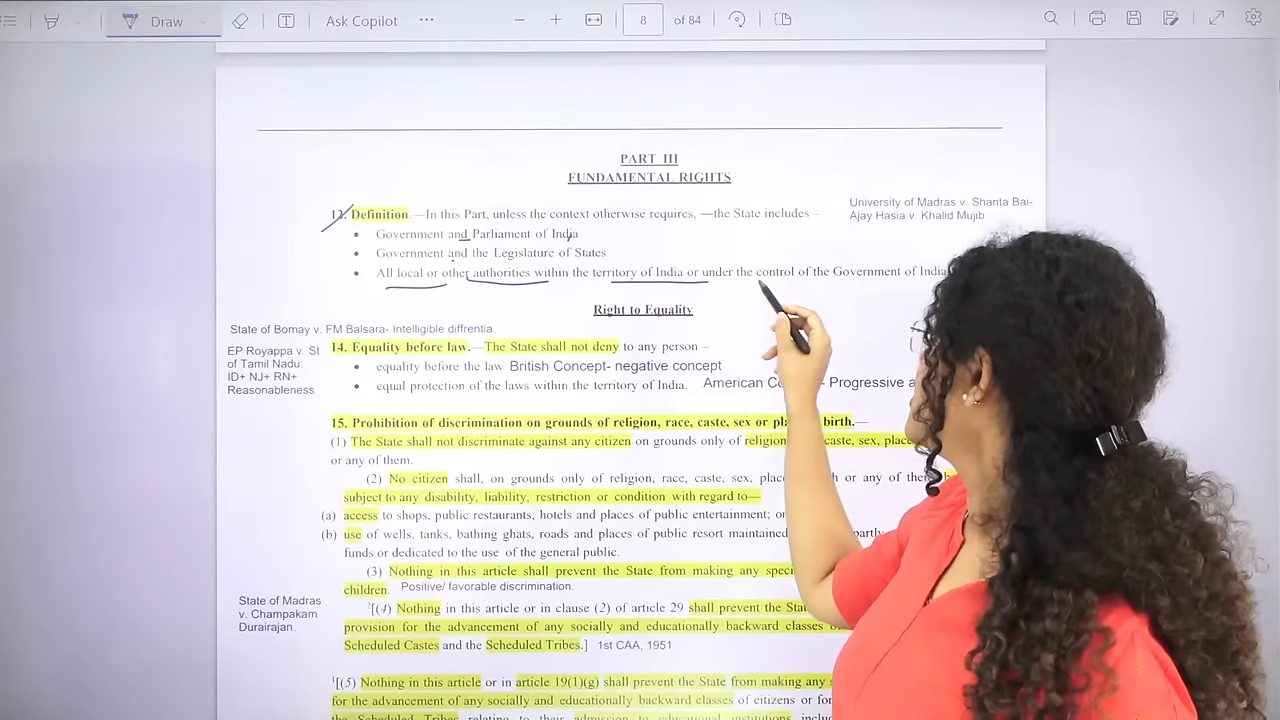 Draw
Ask Copilot
8 of 84
PART III
FUNDAMENTAL RIGHTS
12. Definition.—In this Part, unless the context otherwise requires, ―the State includes –
University of Madras v. Shanta Bai-
Ajay Hasia v. Khalid Mujib
• Government and Parliament of India
• Government and the Legislature of States
• All local or other authorities within the territory of India or under the control of the Government of India
Right to Equality
State of Bomay v. FM Balsara- Intelligible diffrentia.
EP Royappa v. St
of Tamil Nadu:
ID+ NJ+ RN+
Reasonableness
14. Equality before law.—The State shall not deny to any person –
• equality before the law British Concept- negative concept
• equal protection of the laws within the territory of India. American Co - Progressive a
15. Prohibition of discrimination on grounds of religion, race, caste, sex or pla birth.—
(1) The State shall not discriminate against any citizen on grounds only of religion caste, sex, place
or any of them.
(2) No citizen shall, on grounds only of religion, race, caste, sex, place h or any of them
subject to any disability, liability, restriction or condition with regard to—
(a) access to shops, public restaurants, hotels and places of public entertainment; or
(b) use of wells, tanks, bathing ghats, roads and places of public resort maintained partly
funds or dedicated to the use of the general public.
(3) Nothing in this article shall prevent the State from making any speci
children. Positive/ favorable discrimination.
State of Madras
v. Champakam
Durairajan.
²[(4) Nothing in this article or in clause (2) of article 29 shall prevent the Sta
provision for the advancement of any socially and educationally backward classes
Scheduled Castes and the Scheduled Tribes.] 1st CAA, 1951
¹[(5) Nothing in this article or in article 19(1)(g) shall prevent the State from making any
for the advancement of any socially and educationally backward classes of citizens or for
the Scheduled Tribes relating to their admission to educational institutions inclu